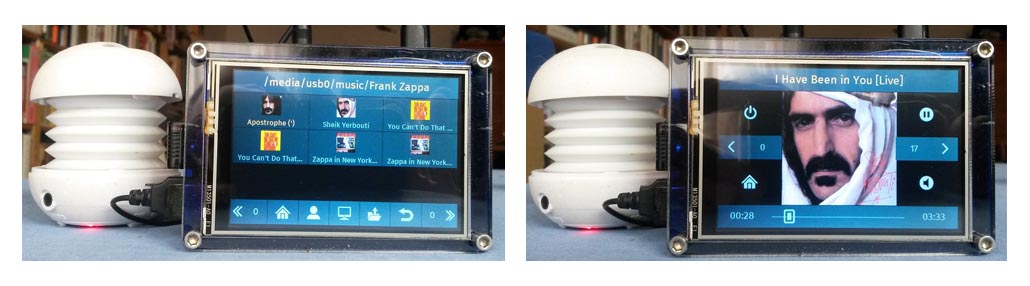 /media/usb0/music/Frank Zappa
Apostrophe (')
Sheik Yerbouti
You Can't Do That ...
You Can't Do That...
Zappa in New York...
Zappa in New York...
0
0
I Have Been in You [Live]
0
17
00:28
03:33